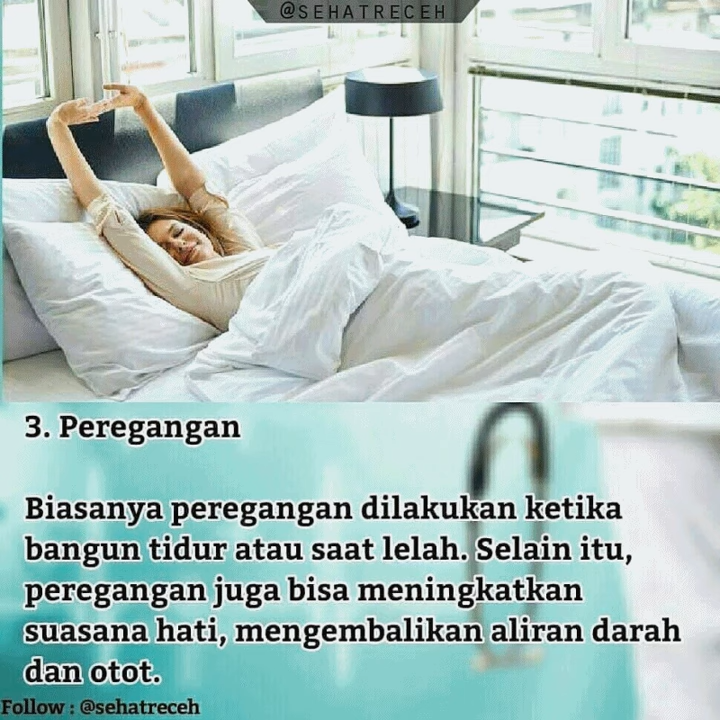 @SEHATRECEH
3. Peregangan
Biasanya peregangan dilakukan ketika
bangun tidur atau saat lelah. Selain itu,
peregangan juga bisa meningkatkan
suasana hati, mengembalikan aliran darah
dan otot.
Follow : @sehatreceh